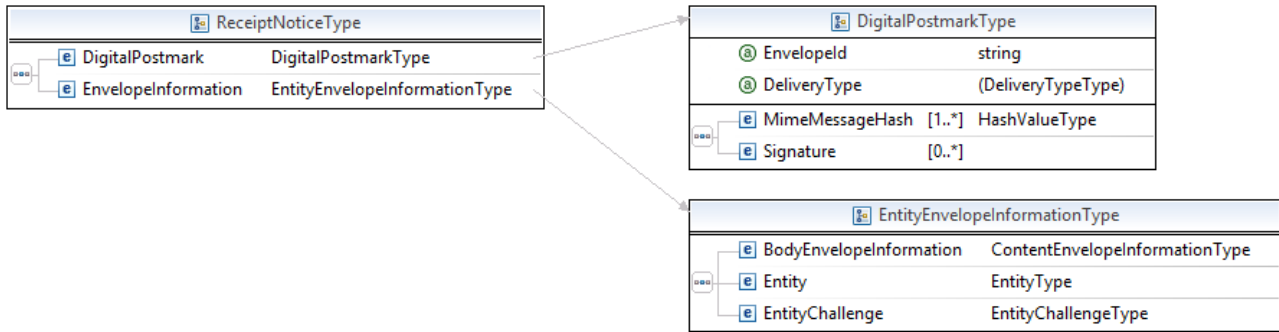 ReceiptNoticeType
e DigitalPostmark DigitalPostmarkType
e EnvelopeInformation EntityEnvelopeInformationType
DigitalPostmarkType
a EnvelopeId string
a DeliveryType (DeliveryTypeType)
e MimeMessageHash [1..*] HashValueType
e Signature [0..*]
EntityEnvelopeInformationType
e BodyEnvelopeInformation ContentEnvelopeInformationType
e Entity EntityType
e EntityChallenge EntityChallengeType